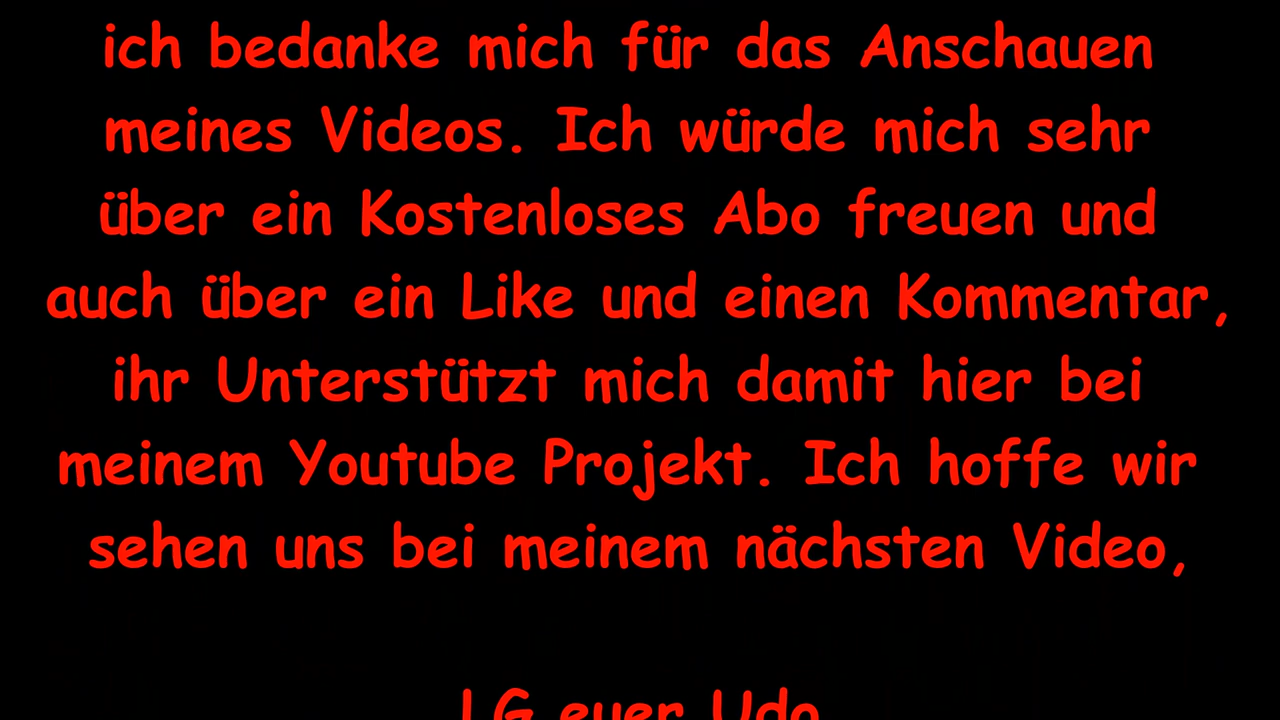 ich bedanke mich für das Anschauen
meines Videos. Ich würde mich sehr
über ein Kostenloses Abo freuen und
auch über ein Like und einen Kommentar,
ihr Unterstützt mich damit hier bei
meinem Youtube Projekt. Ich hoffe wir
sehen uns bei meinem nächsten Video,
LG euer Udo